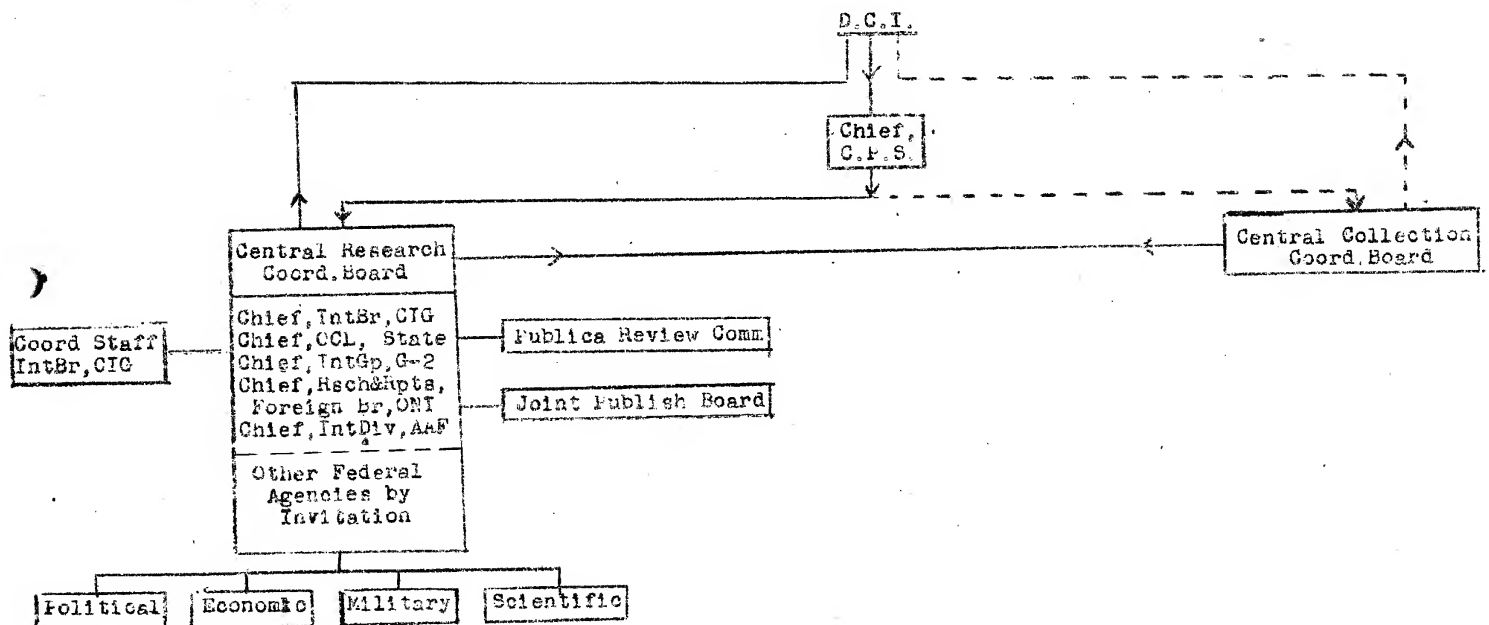 D.C.I.
Chief,
C.P.S.
Central Research
Coord.Board
Central Collection
Coord.Board
Chief,IntBr,CIG
Chief,OCL, State
Chief,IntGp,G-2
Chief,Rsch&Rpts,
Foreign Br,ONI
Chief,IntDiv,AAF
Coord Staff
IntBr,CIG
Publica Review Comm
Joint Publish Board
Other Federal
Agencies by
Invitation
Political
Economic
Military
Scientific